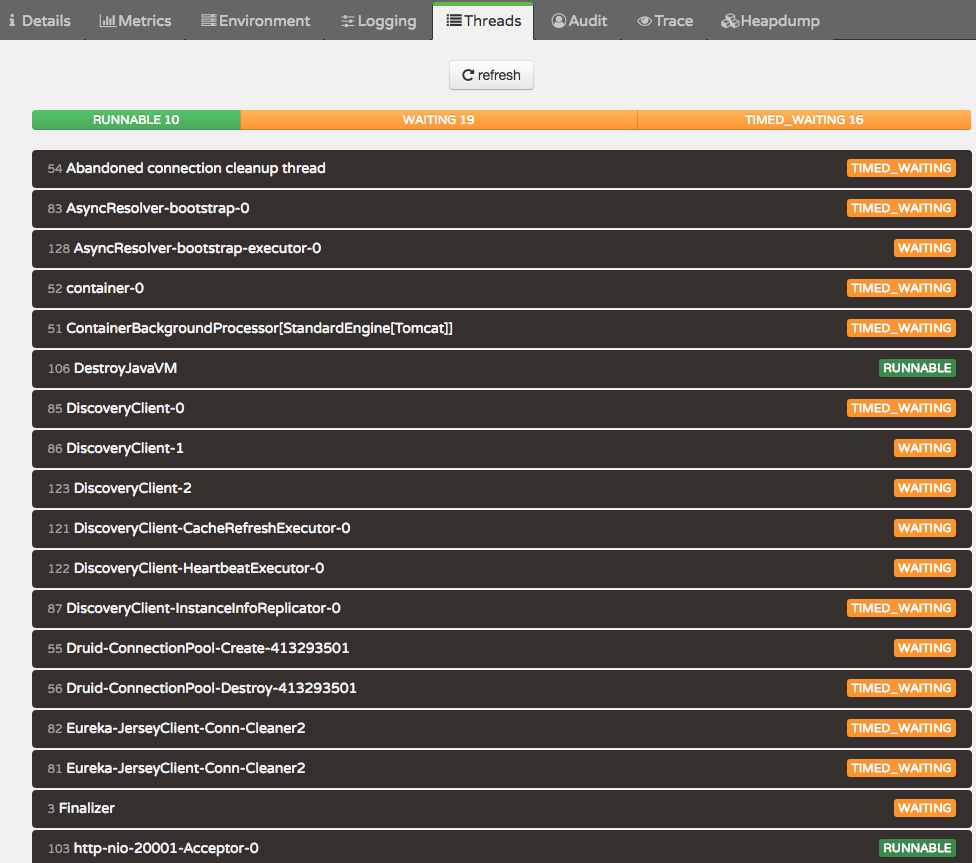 Details Metrics Environment Logging Threads Audit Trace Heapdump
refresh
RUNNABLE 10 WAITING 19 TIMED_WAITING 16
54 Abandoned connection cleanup thread TIMED_WAITING
83 AsyncResolver-bootstrap-0 TIMED_WAITING
128 AsyncResolver-bootstrap-executor-0 WAITING
52 container-0 TIMED_WAITING
51 ContainerBackgroundProcessor[StandardEngine[Tomcat]] TIMED_WAITING
106 DestroyJavaVM RUNNABLE
85 DiscoveryClient-0 TIMED_WAITING
86 DiscoveryClient-1 WAITING
123 DiscoveryClient-2 WAITING
121 DiscoveryClient-CacheRefreshExecutor-0 WAITING
122 DiscoveryClient-HeartbeatExecutor-0 WAITING
87 DiscoveryClient-InstanceInfoReplicator-0 TIMED_WAITING
55 Druid-ConnectionPool-Create-413293501 WAITING
56 Druid-ConnectionPool-Destroy-413293501 TIMED_WAITING
82 Eureka-JerseyClient-Conn-Cleaner2 TIMED_WAITING
81 Eureka-JerseyClient-Conn-Cleaner2 TIMED_WAITING
3 Finalizer WAITING
103 http-nio-20001-Acceptor-0 RUNNABLE